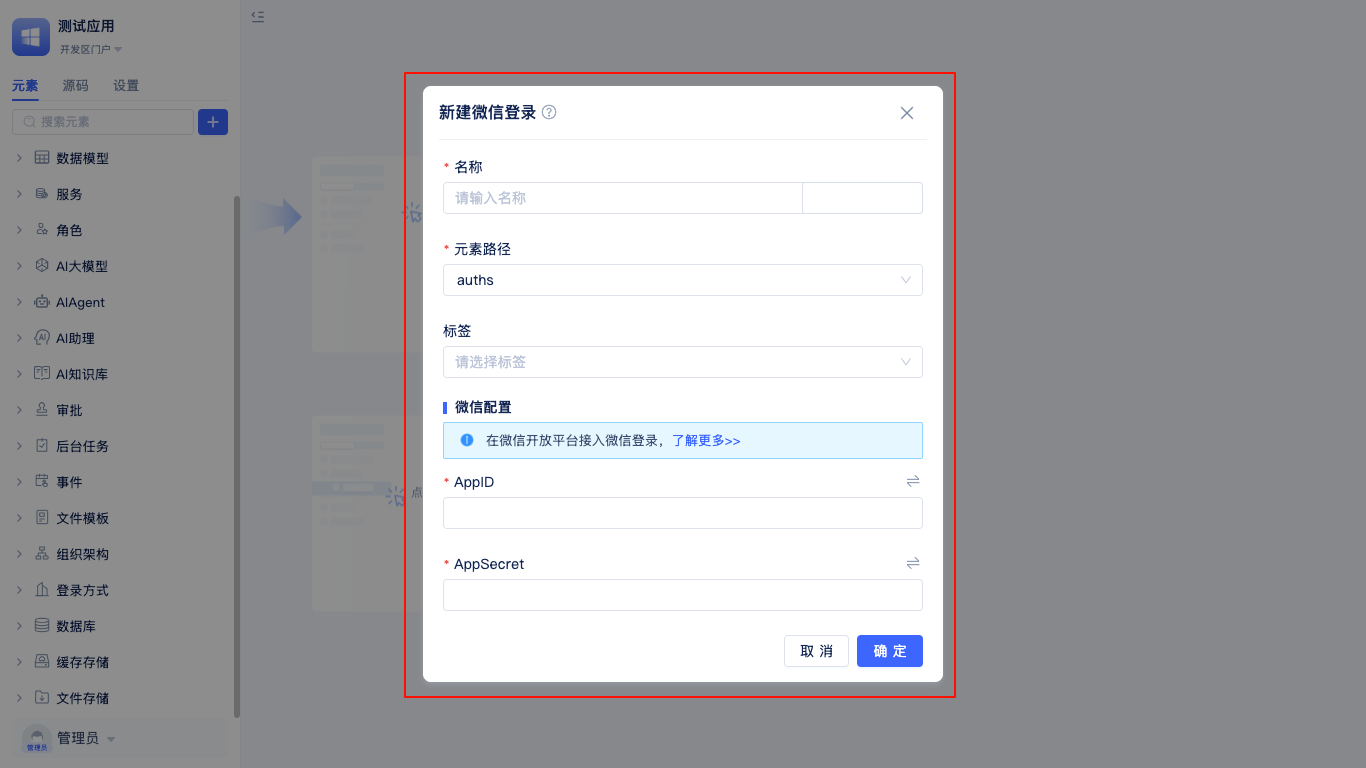 测试应用
开发区门户
元素 源码 设置
搜索元素
数据模型
服务
角色
AI大模型
AIAgent
AI助理
AI知识库
审批
后台任务
事件
文件模板
组织架构
登录方式
数据库
缓存存储
文件存储
管理员
管理员
点
新建微信登录
* 名称
请输入名称
* 元素路径
auths
标签
请选择标签
微信配置
在微信开放平台接入微信登录，了解更多>>
* AppID
* AppSecret
取 消 确 定